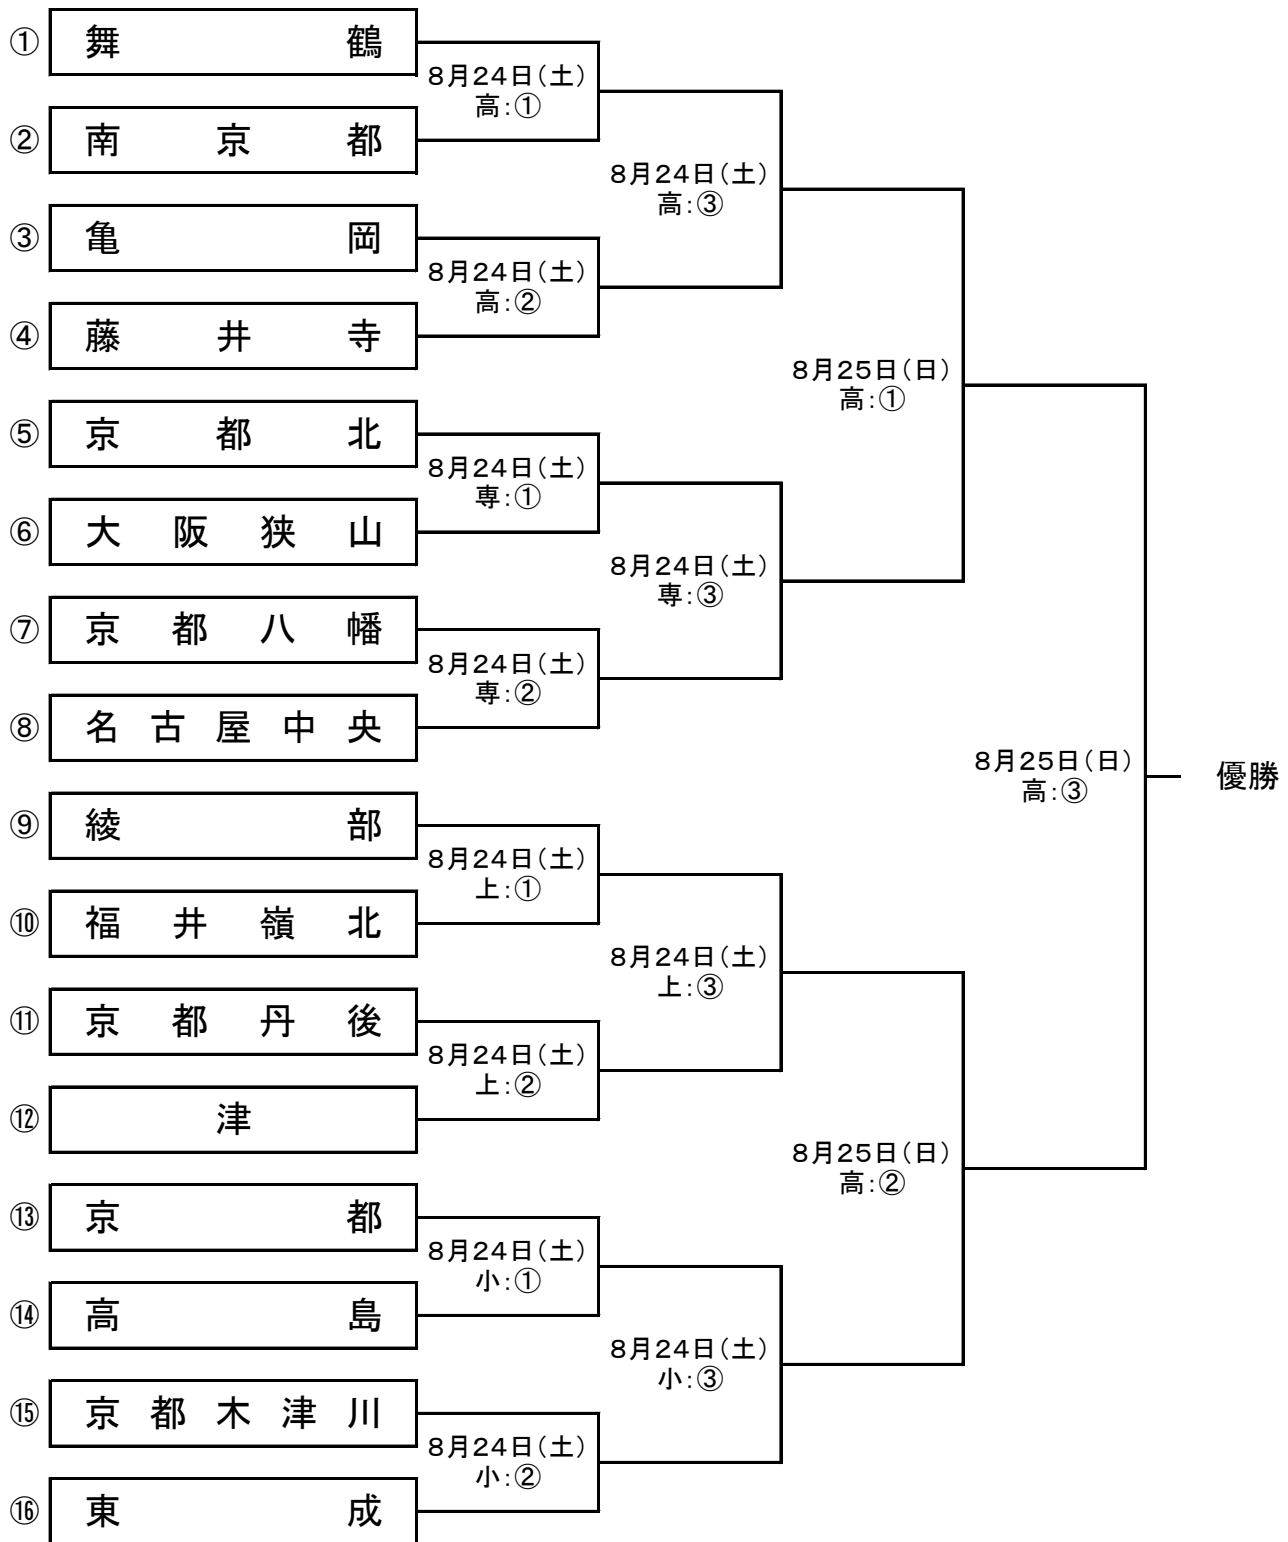 ① 舞鶴
8月24日(土)
高:①
② 南京都
8月24日(土)
高:③
③ 亀岡
8月24日(土)
高:②
④ 藤井寺
8月25日(日)
高:①
⑤ 京都北
8月24日(土)
専:①
⑥ 大阪狭山
8月24日(土)
専:③
⑦ 京都八幡
8月24日(土)
専:②
⑧ 名古屋中央
8月25日(日)
高:③
優勝
⑨ 綾部
8月24日(土)
上:①
⑩ 福井嶺北
8月24日(土)
上:③
⑪ 京都丹後
8月24日(土)
上:②
⑫ 津
8月25日(日)
高:②
⑬ 京都
8月24日(土)
小:①
⑭ 高島
8月24日(土)
小:③
⑮ 京都木津川
8月24日(土)
小:②
⑯ 東成